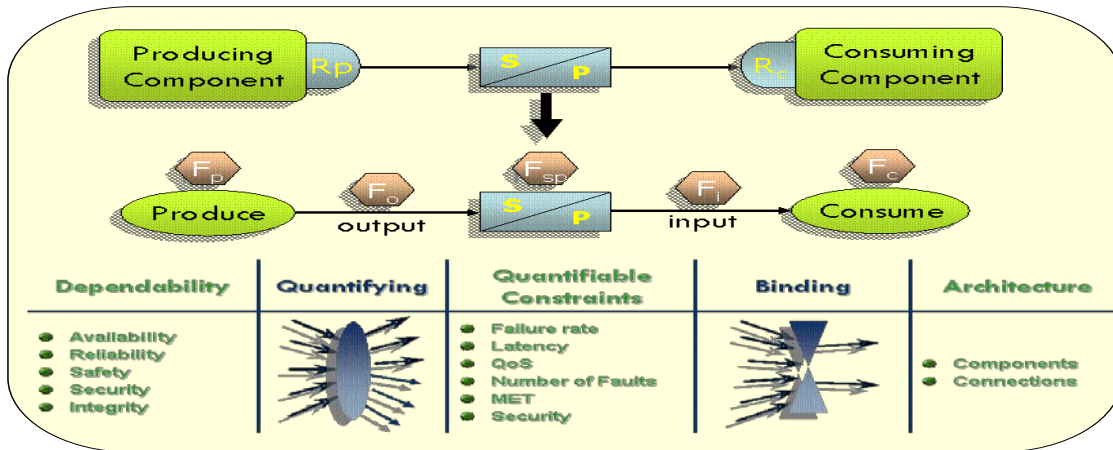 Producing
Component
Rp
S
P
Rc
Consuming
Component
Fp
Fo
Fsp
Fi
Fc
Produce
output
S
P
input
Consume
Dependability
Quantifying
Quantifiable
Constraints
Binding
Architecture
Availability
Reliability
Safety
Security
Integrity
Failure rate
Latency
QoS
Number of Faults
MET
Security
Components
Connections